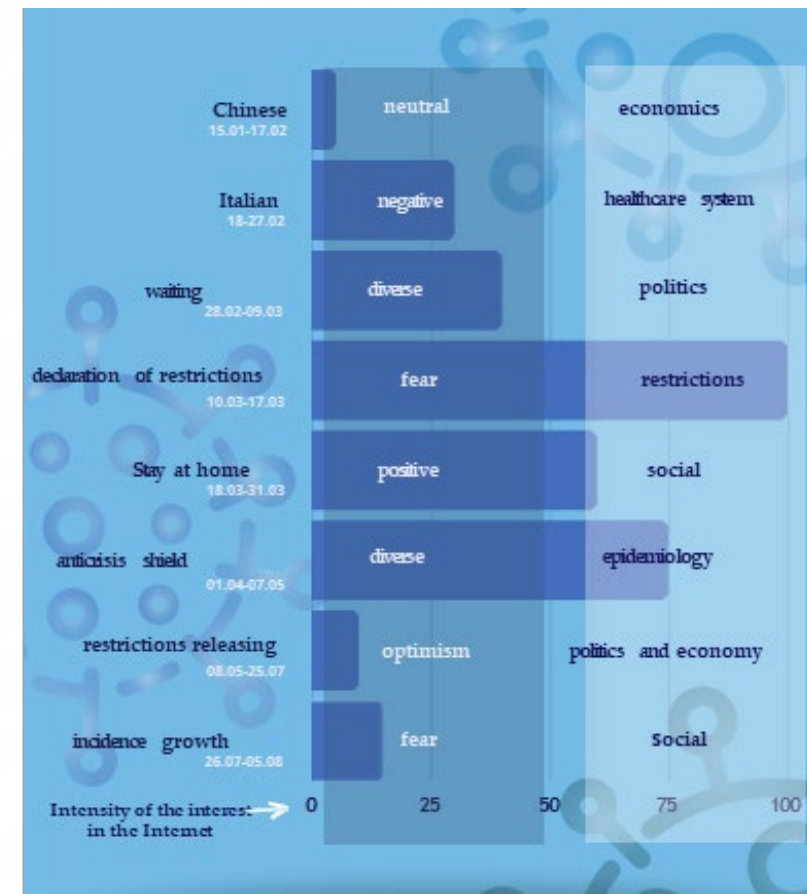 Chinese neutral economics
15.01-17.02
Italian negative healthcare system
18-27.02
waiting diverse politics
28.02-09.03
declaration of restrictions fear restrictions
10.03-17.03
Stay at home positive social
18.03-31.03
anticrisis shield diverse epidemiology
01.04-07.05
restrictions releasing optimism politics and economy
08.05-25.07
incidence growth fear Social
26.07-05.08
Intensity of the interest 0 25 50 75 100
in the Internet